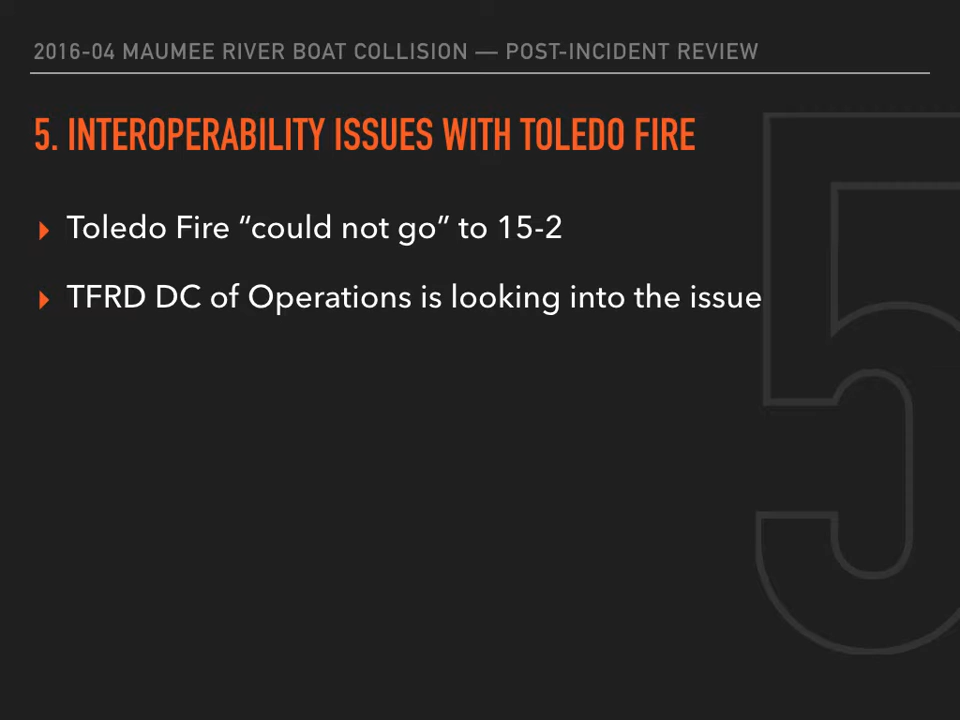 2016-04 MAUMEE RIVER BOAT COLLISION — POST-INCIDENT REVIEW
5. INTEROPERABILITY ISSUES WITH TOLEDO FIRE
▸ Toledo Fire “could not go” to 15-2
▸ TFRD DC of Operations is looking into the issue
5